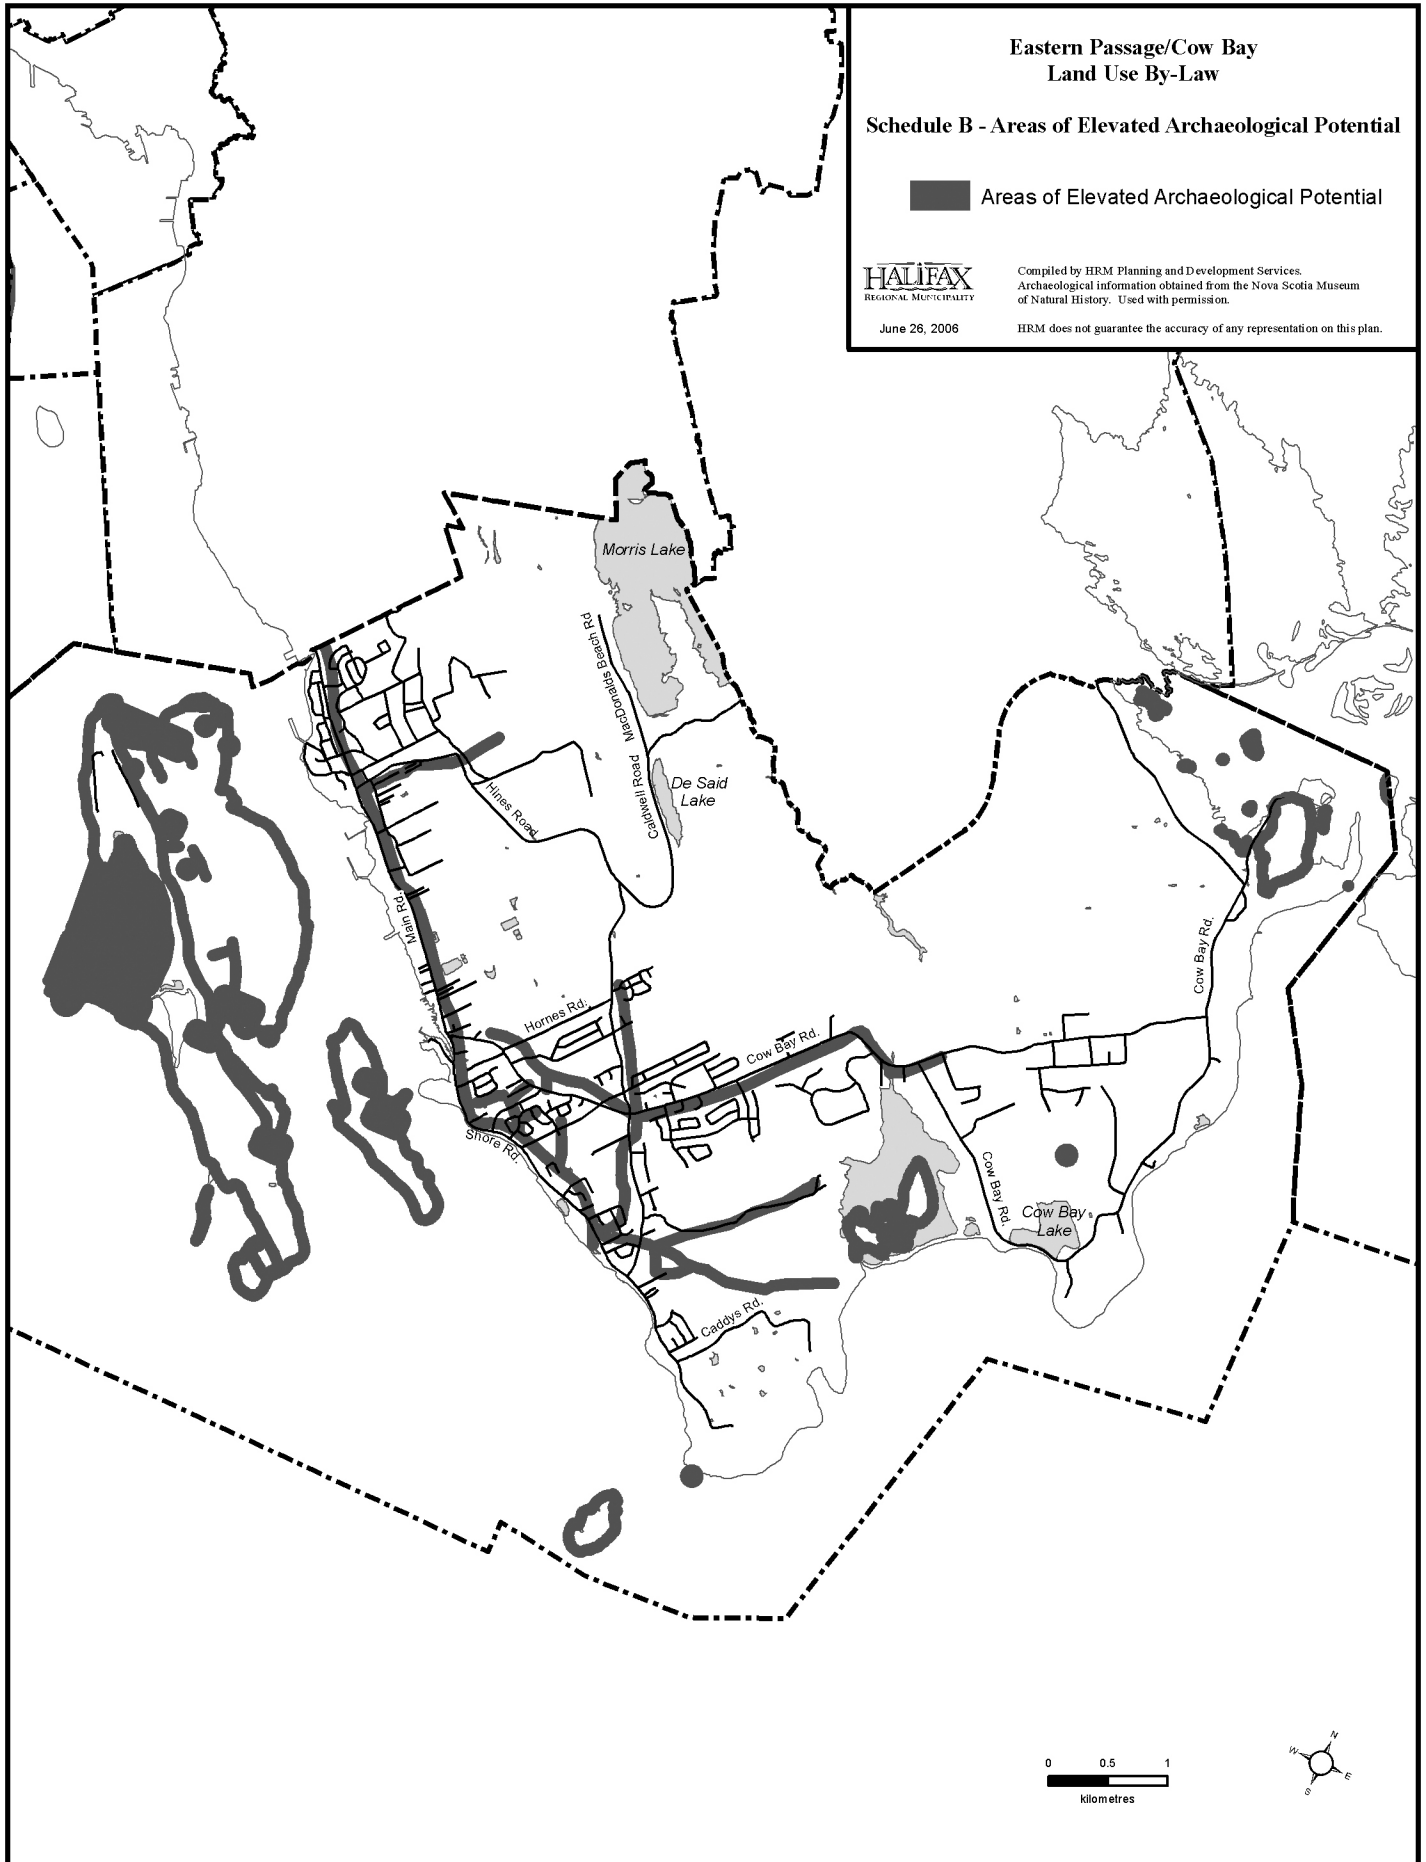 Eastern Passage/Cow Bay
Land Use By-Law
Schedule B - Areas of Elevated Archaeological Potential
Areas of Elevated Archaeological Potential
HALIFAX
REGIONAL MUNICIPALITY
Compiled by HRM Planning and Development Services.
Archaeological information obtained from the Nova Scotia Museum
of Natural History. Used with permission.
June 26, 2006
HRM does not guarantee the accuracy of any representation on this plan.
Morris Lake
MacDonalds Beach Rd
Caldwell Road
De Said
Lake
Hines Road
Main Rd.
Cow Bay Rd.
Hornes Rd.
Cow Bay Rd.
Shore Rd.
Cow Bay Rd.
Cow Bay
Lake
Caddys Rd.
N
W
E
S
0 0.5 1
kilometres